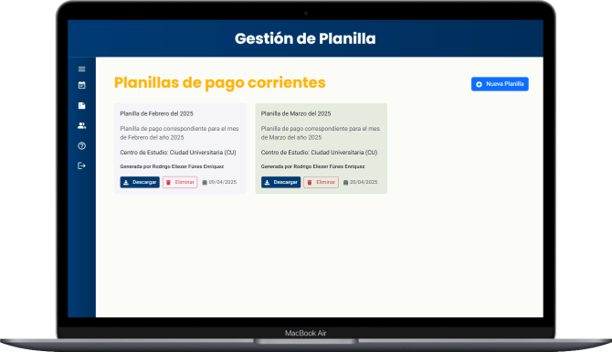 Gestión de Planilla
Planillas de pago corrientes
Nueva Planilla
Planilla de Febrero del 2025
Planilla de pago correspondiente para el mes
de Febrero del año 2025
Centro de Estudio: Ciudad Universitaria (CU)
Generada por Rodrigo Eliezer Fúnes Enriquez
Descargar
Eliminar
09/04/2025
Planilla de Marzo del 2025
Planilla de pago correspondiente para el mes
de Marzo del año 2025
Centro de Estudio: Ciudad Universitaria (CU)
Generada por Rodrigo Eliezer Fúnes Enriquez
Descargar
Eliminar
20/04/2025
MacBook Air